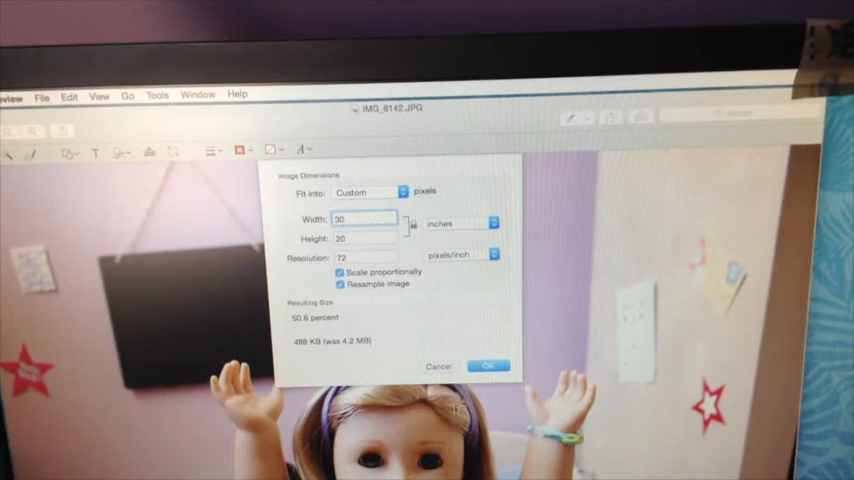 File Edit View Go Tools Window Help
IMG_6142.JPG
T A
Image Dimensions
Fit into: Custom pixels
Width: 30 inches
Height: 20
Resolution: 72 pixels/inch
Scale proportionally
Resample image
Resulting Size
50.6 percent
488 KB (was 4.2 MB)
Cancel OK